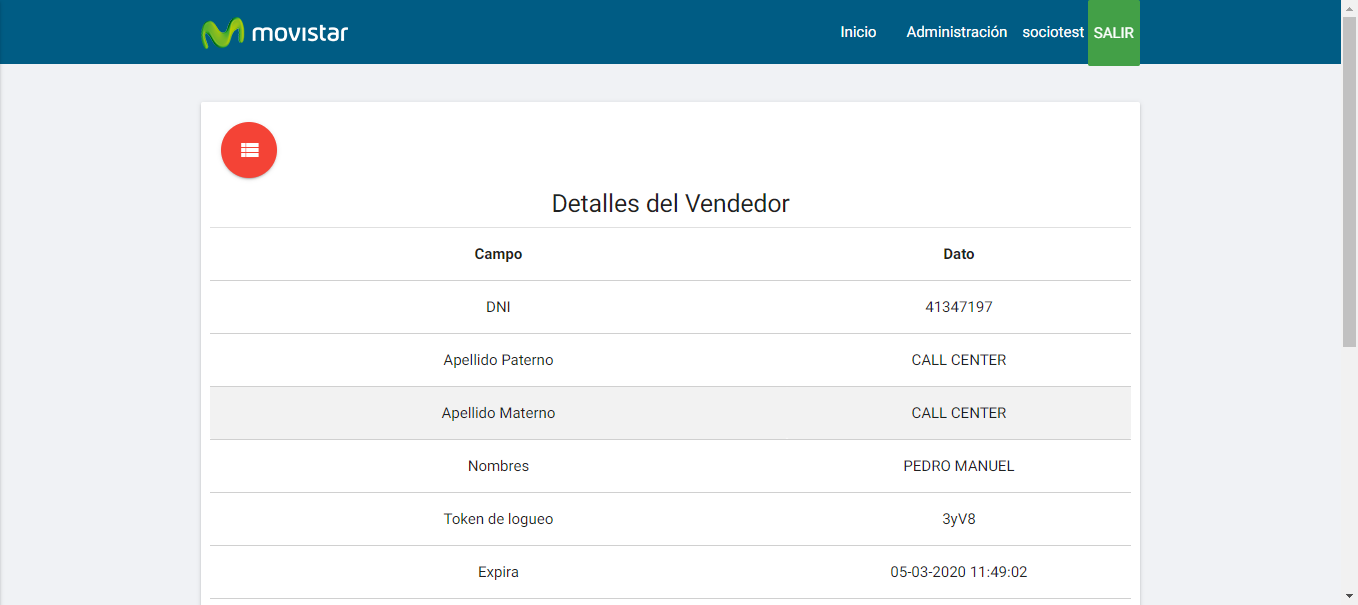 movistar
Inicio Administración sociotest SALIR
Detalles del Vendedor
Campo Dato
DNI 41347197
Apellido Paterno CALL CENTER
Apellido Materno CALL CENTER
Nombres PEDRO MANUEL
Token de logueo 3yV8
Expira 05-03-2020 11:49:02